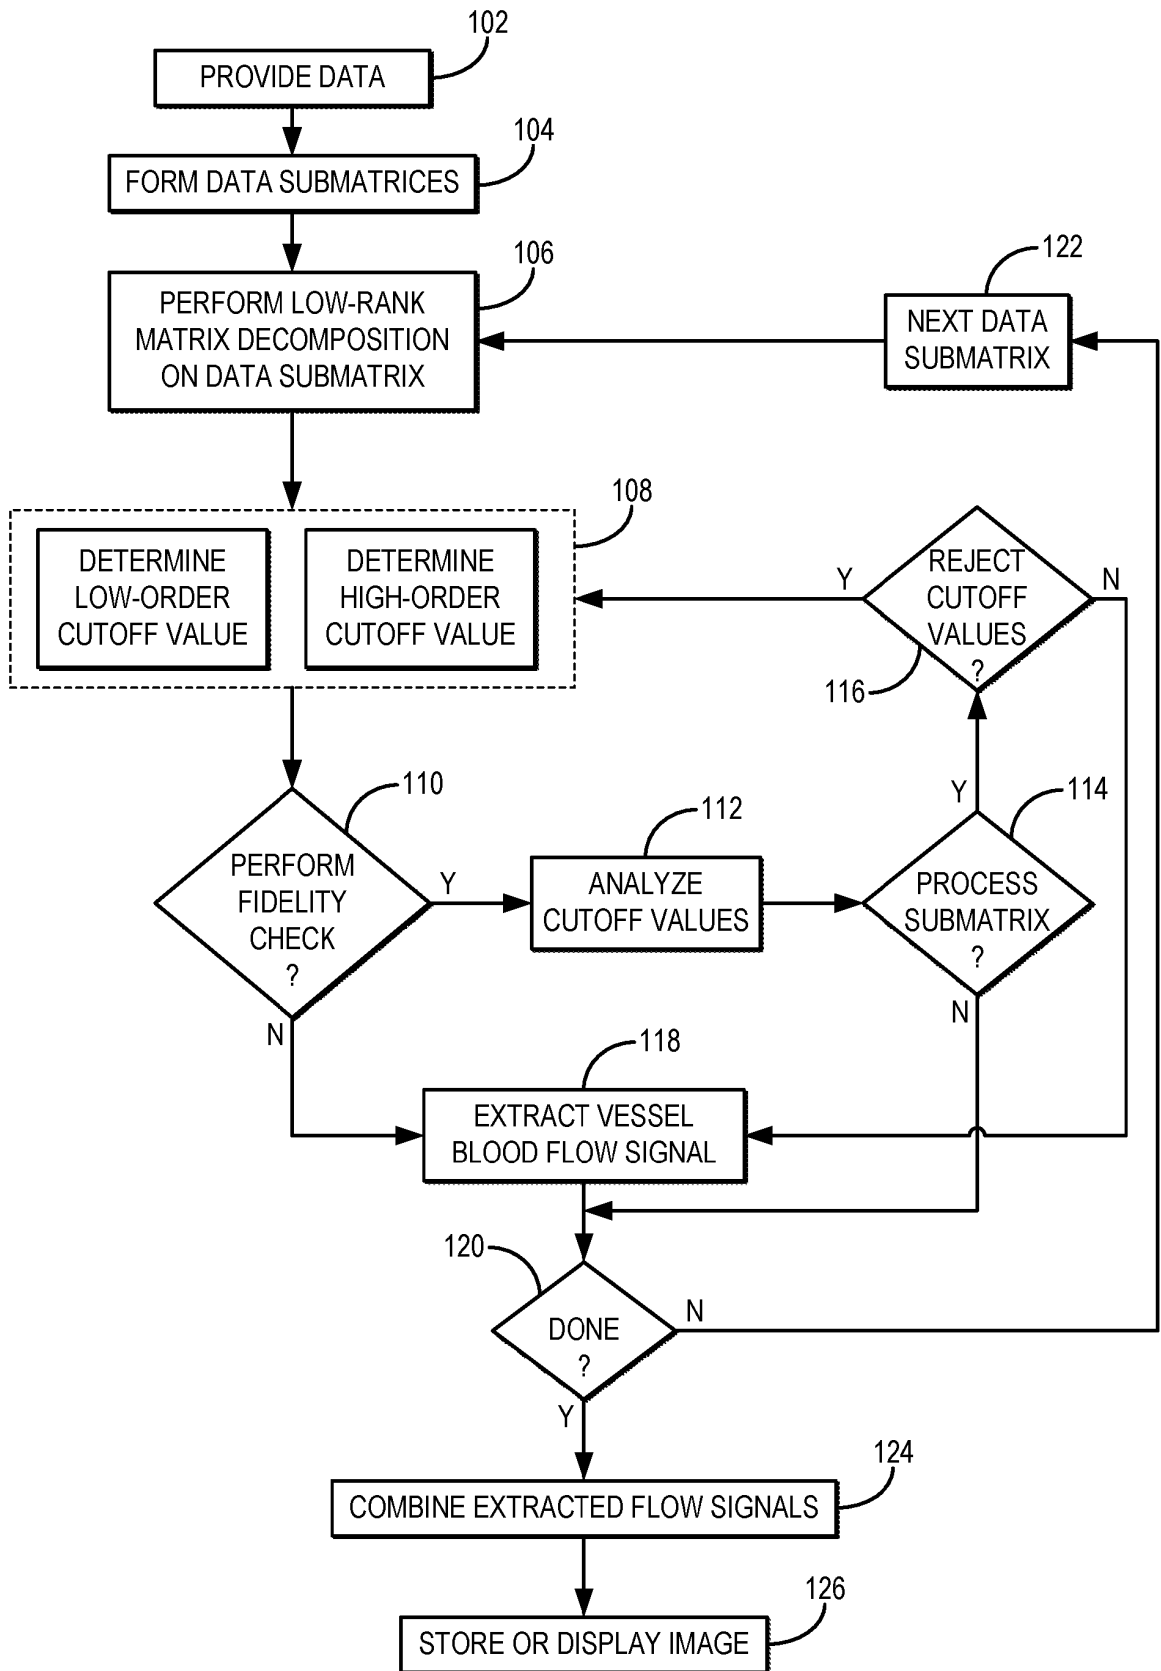 102
PROVIDE DATA
104
FORM DATA SUBMATRICES
106
PERFORM LOW-RANK
MATRIX DECOMPOSITION
ON DATA SUBMATRIX
122
NEXT DATA
SUBMATRIX
108
DETERMINE
LOW-ORDER
CUTOFF VALUE
DETERMINE
HIGH-ORDER
CUTOFF VALUE
Y
REJECT
CUTOFF
VALUES
?
N
116
110
PERFORM
FIDELITY
CHECK
?
Y
N
112
ANALYZE
CUTOFF VALUES
Y
114
PROCESS
SUBMATRIX
?
N
118
EXTRACT VESSEL
BLOOD FLOW SIGNAL
120
DONE
?
N
Y
124
COMBINE EXTRACTED FLOW SIGNALS
126
STORE OR DISPLAY IMAGE